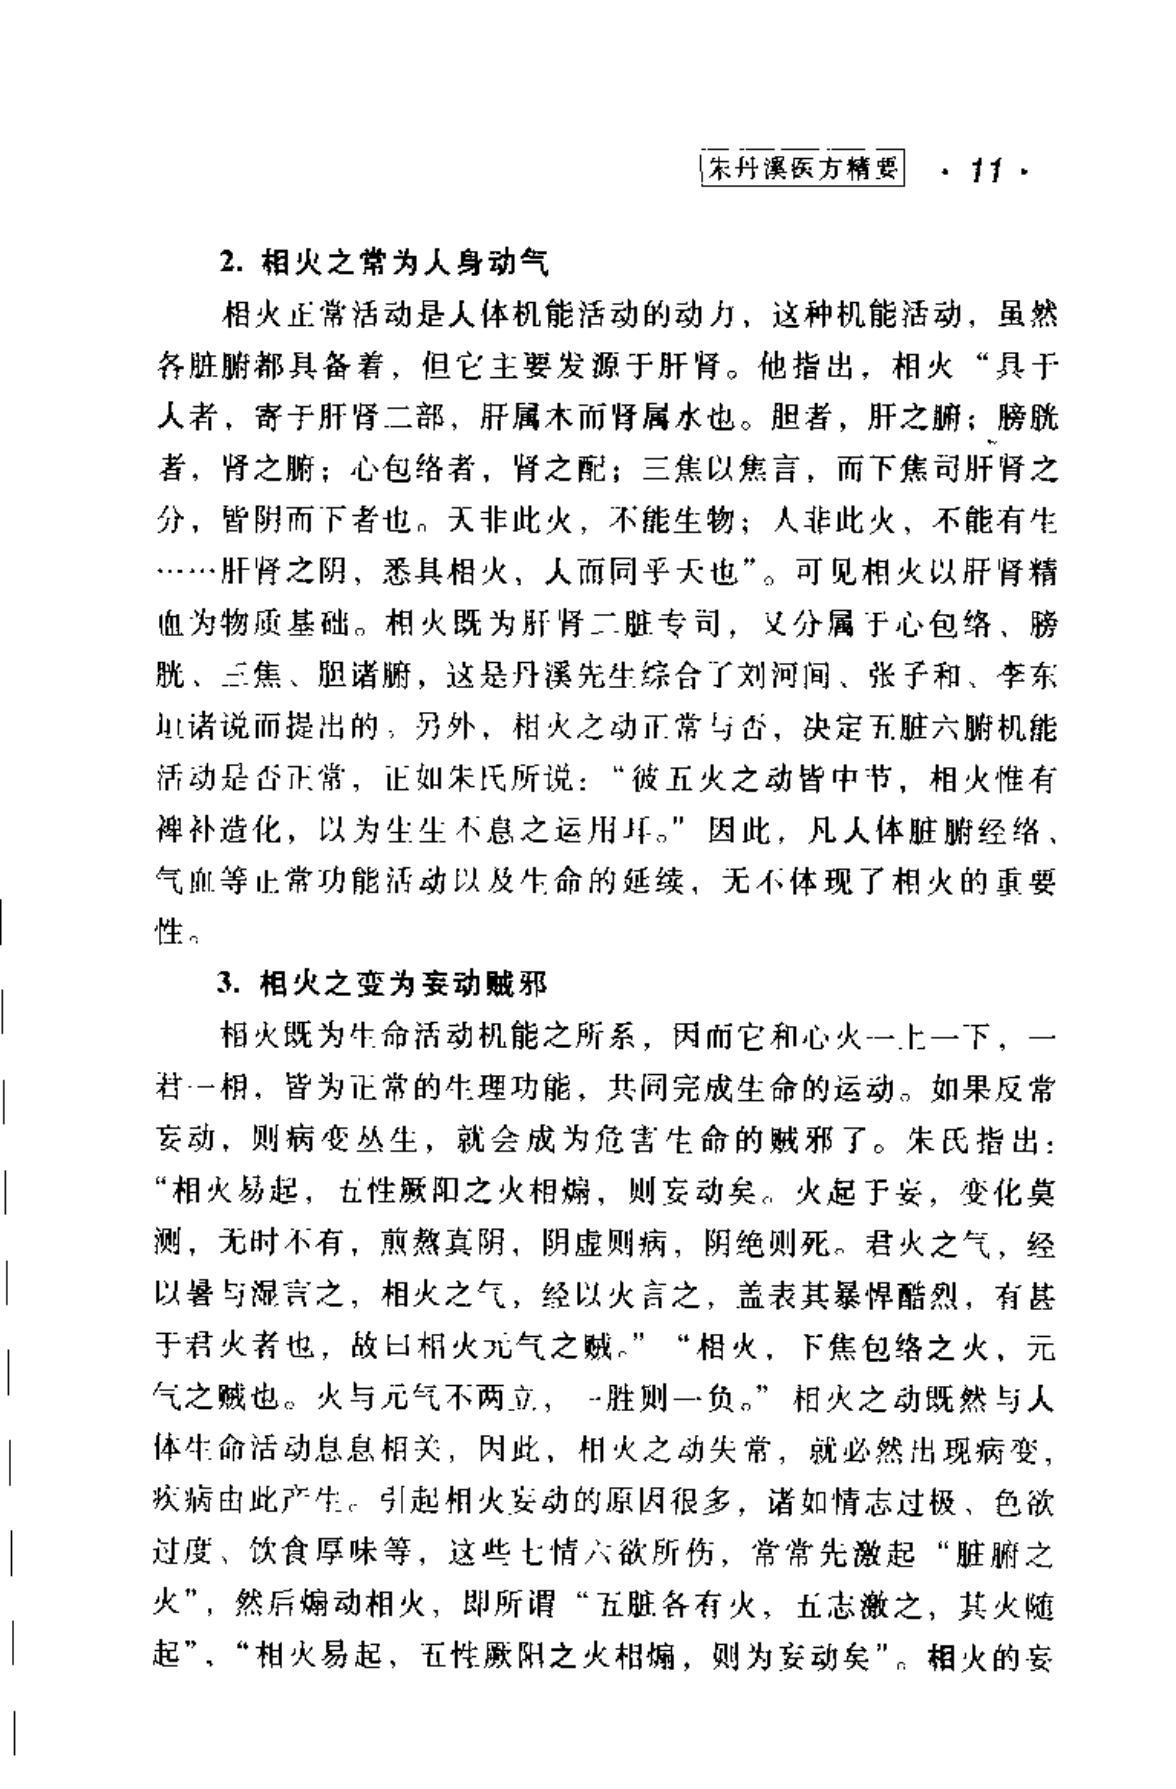 朱丹溪医方精要 · 11 ·
2. 相火之常为人身动气
相火正常活动是人体机能活动的动力，这种机能活动，虽然
各脏腑都具备着，但它主要发源于肝肾。他指出，相火“具于
人者，寄于肝肾二部，肝属木而肾属水也。胆者，肝之腑；膀胱
者，肾之腑；心包络者，肾之配；三焦以焦言，而下焦司肝肾之
分，皆阴而下者也。天非此火，不能生物；人非此火，不能有生
……肝肾之阴，悉具相火，人而同乎天也”。可见相火以肝肾精
血为物质基础。相火既为肝肾二脏专司，又分属于心包络、膀
胱、三焦、胆诸腑，这是丹溪先生综合了刘河间、张子和、李东
垣诸说而提出的。另外，相火之动正常与否，决定五脏六腑机能
活动是否正常，正如朱氏所说：“彼五火之动皆中节，相火惟有
裨补造化，以为生生不息之运用耳。”因此，凡人体脏腑经络、
气血等正常功能活动以及生命的延续，无不体现了相火的重要
性。
3. 相火之变为妄动贼邪
相火既为生命活动机能之所系，因而它和心火一上一下，一
君一相，皆为正常的生理功能，共同完成生命的运动。如果反常
妄动，则病变丛生，就会成为危害生命的贼邪了。朱氏指出：
“相火易起，五性厥阳之火相煽，则妄动矣。火起于妄，变化莫
测，无时不有，煎熬真阴，阴虚则病，阴绝则死。君火之气，经
以暑与湿言之，相火之气，经以火言之，盖表其暴悍酷烈，有甚
于君火者也，故曰相火元气之贼。”“相火，下焦包络之火，元
气之贼也。火与元气不两立，一胜则一负。”相火之动既然与人
体生命活动息息相关，因此，相火之动失常，就必然出现病变，
疾病由此产生。引起相火妄动的原因很多，诸如情志过极、色欲
过度、饮食厚味等，这些七情六欲所伤，常常先激起“脏腑之
火”，然后煽动相火，即所谓“五脏各有火，五志激之，其火随
起”、“相火易起，五性厥阳之火相煽，则为妄动矣”。相火的妄